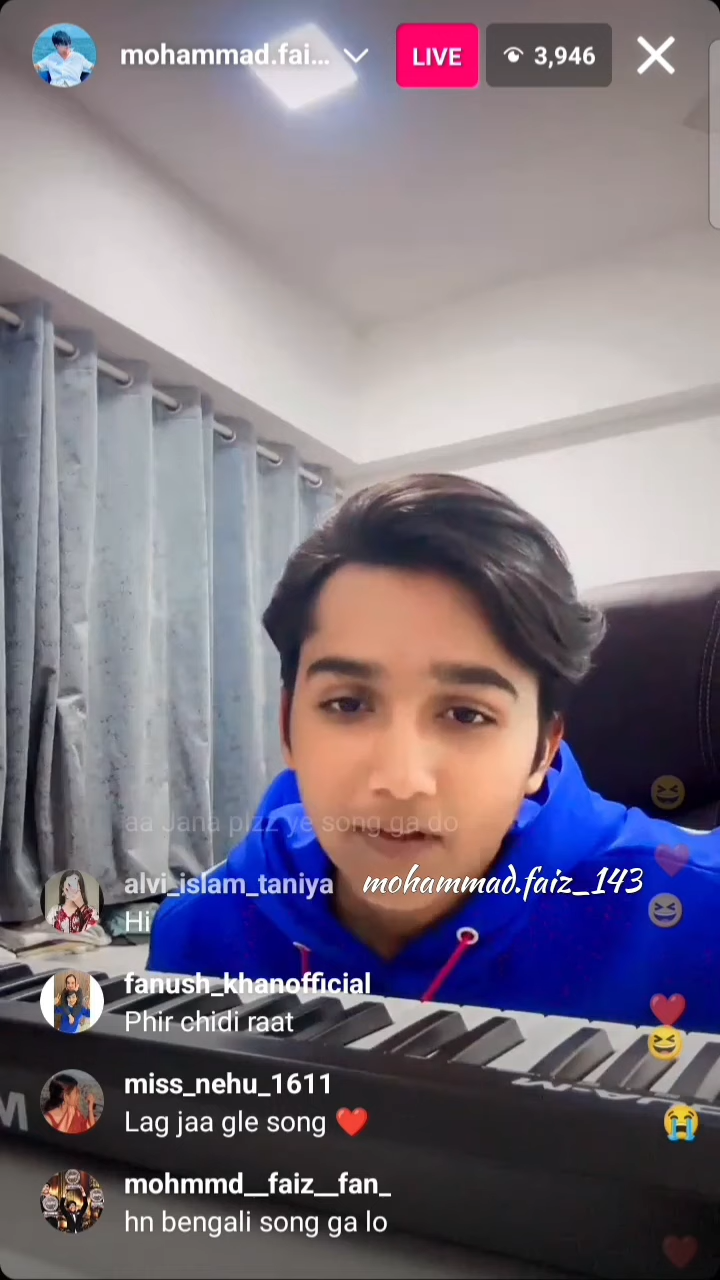 mohammad.fai...
LIVE
3,946
aa Jana plzz ye song ga do
alvi_islam_taniya
mohammad.faiz_143
Hi
fanush_khanofficial
Phir chidi raat
miss_nehu_1611
Lag jaa gle song ❤️
mohmmd__faiz__fan_
hn bengali song ga lo